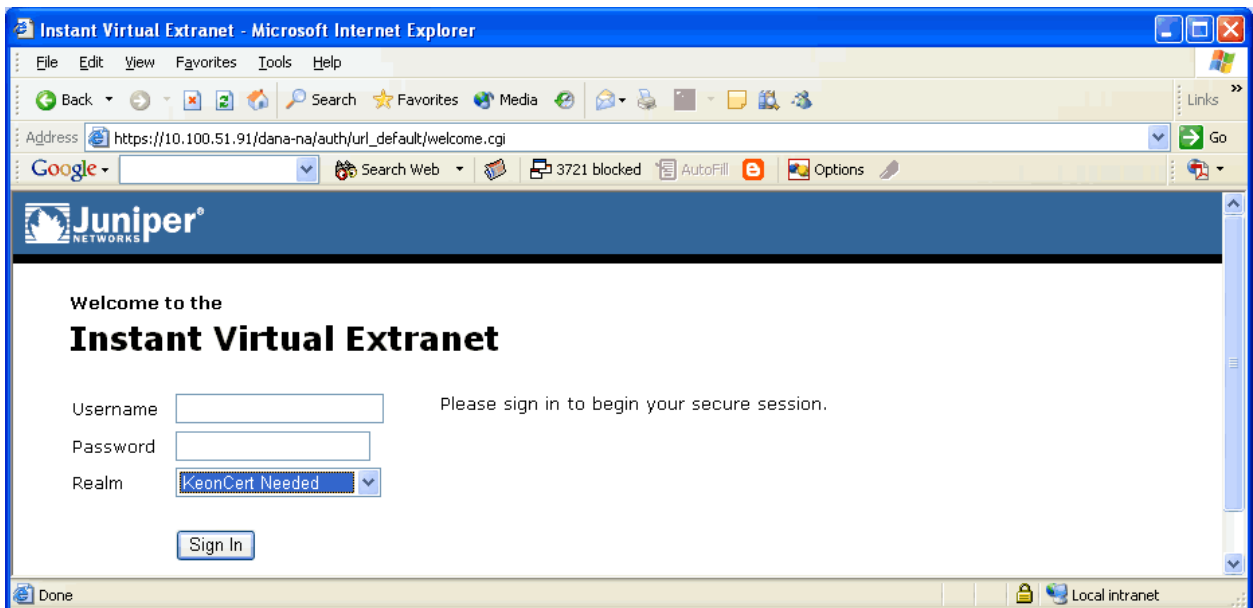 Instant Virtual Extranet - Microsoft Internet Explorer
File Edit View Favorites Tools Help
Back Search Favorites Media Links »
Address https://10.100.51.91/dana-na/auth/url_default/welcome.cgi Go
Google Search Web 3721 blocked AutoFill Options
Juniper®
NETWORKS
Welcome to the
Instant Virtual Extranet
Username Please sign in to begin your secure session.
Password
Realm KeonCert Needed
Sign In
Done Local intranet